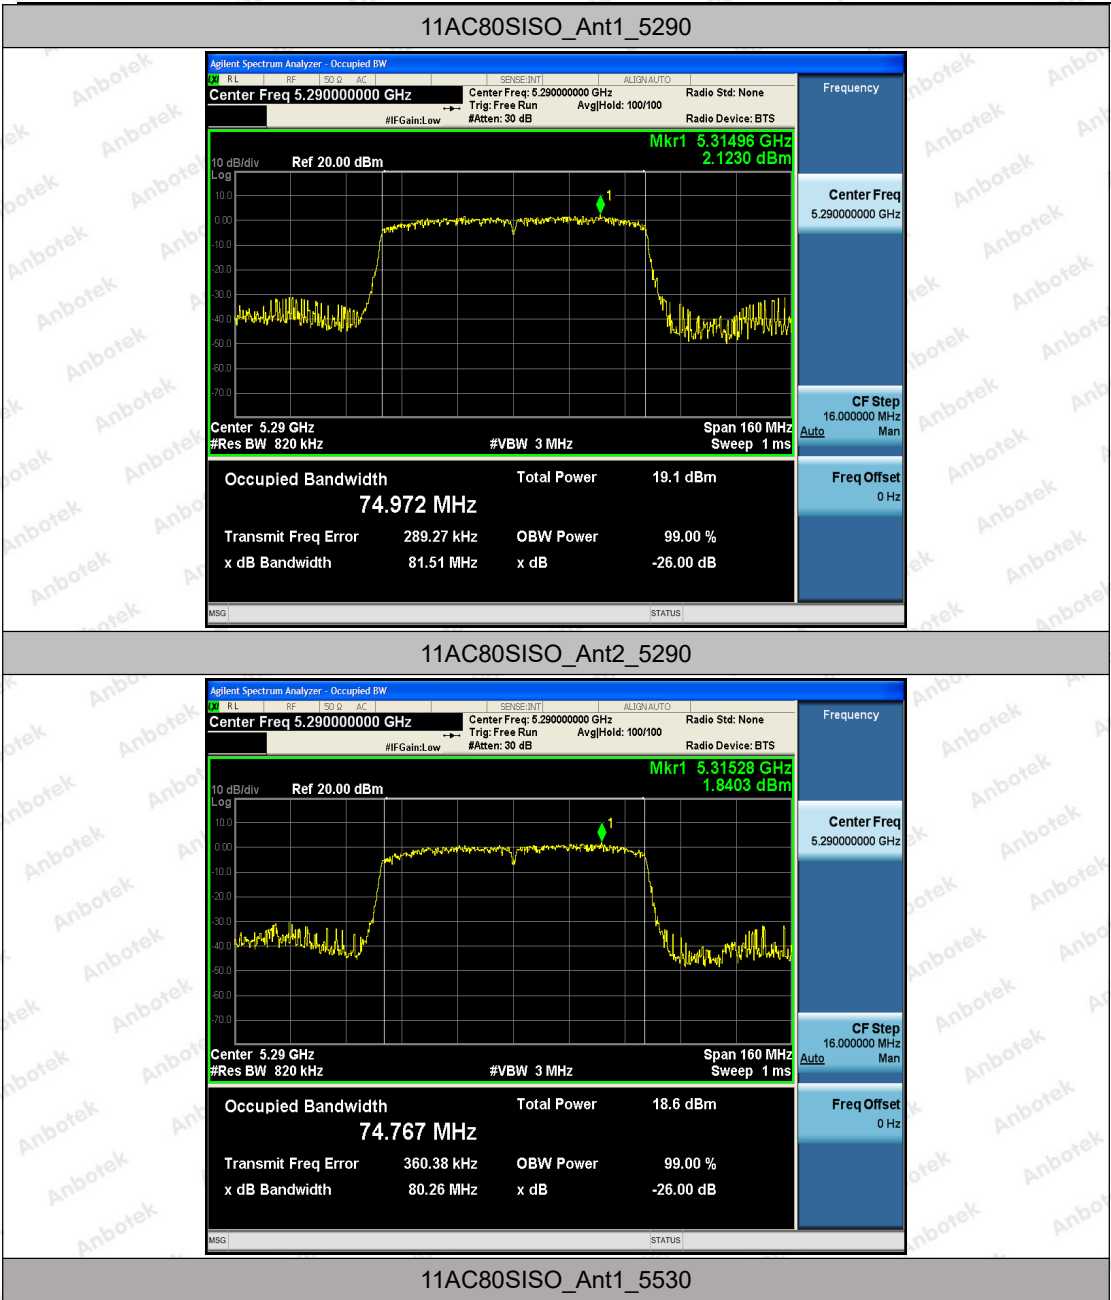 11AC80SISO_Ant1_5290
Agilent Spectrum Analyzer - Occupied BW
LXI RL RF 50 Ω AC SENSE:INT ALIGNAUTO
Center Freq 5.290000000 GHz
Center Freq: 5.290000000 GHz
Radio Std: None
Trig: Free Run Avg|Hold: 100/100
#IFGain:Low #Atten: 30 dB Radio Device: BTS
Mkr1 5.31496 GHz
2.1230 dBm
10 dB/div Ref 20.00 dBm
Log
10.0
0.00
-10.0
-20.0
-30.0
-40.0
-50.0
-60.0
-70.0
1
Center 5.29 GHz Span 160 MHz
#Res BW 820 kHz #VBW 3 MHz Sweep 1 ms
Occupied Bandwidth Total Power 19.1 dBm
74.972 MHz
Transmit Freq Error 289.27 kHz OBW Power 99.00 %
x dB Bandwidth 81.51 MHz x dB -26.00 dB
MSG STATUS
Frequency
Center Freq
5.290000000 GHz
CF Step
16.000000 MHz
Auto Man
Freq Offset
0 Hz
11AC80SISO_Ant2_5290
Agilent Spectrum Analyzer - Occupied BW
LXI RL RF 50 Ω AC SENSE:INT ALIGNAUTO
Center Freq 5.290000000 GHz
Center Freq: 5.290000000 GHz
Radio Std: None
Trig: Free Run Avg|Hold: 100/100
#IFGain:Low #Atten: 30 dB Radio Device: BTS
Mkr1 5.31528 GHz
1.8403 dBm
10 dB/div Ref 20.00 dBm
Log
10.0
0.00
-10.0
-20.0
-30.0
-40.0
-50.0
-60.0
-70.0
1
Center 5.29 GHz Span 160 MHz
#Res BW 820 kHz #VBW 3 MHz Sweep 1 ms
Occupied Bandwidth Total Power 18.6 dBm
74.767 MHz
Transmit Freq Error 360.38 kHz OBW Power 99.00 %
x dB Bandwidth 80.26 MHz x dB -26.00 dB
MSG STATUS
Frequency
Center Freq
5.290000000 GHz
CF Step
16.000000 MHz
Auto Man
Freq Offset
0 Hz
11AC80SISO_Ant1_5530
Anbotek